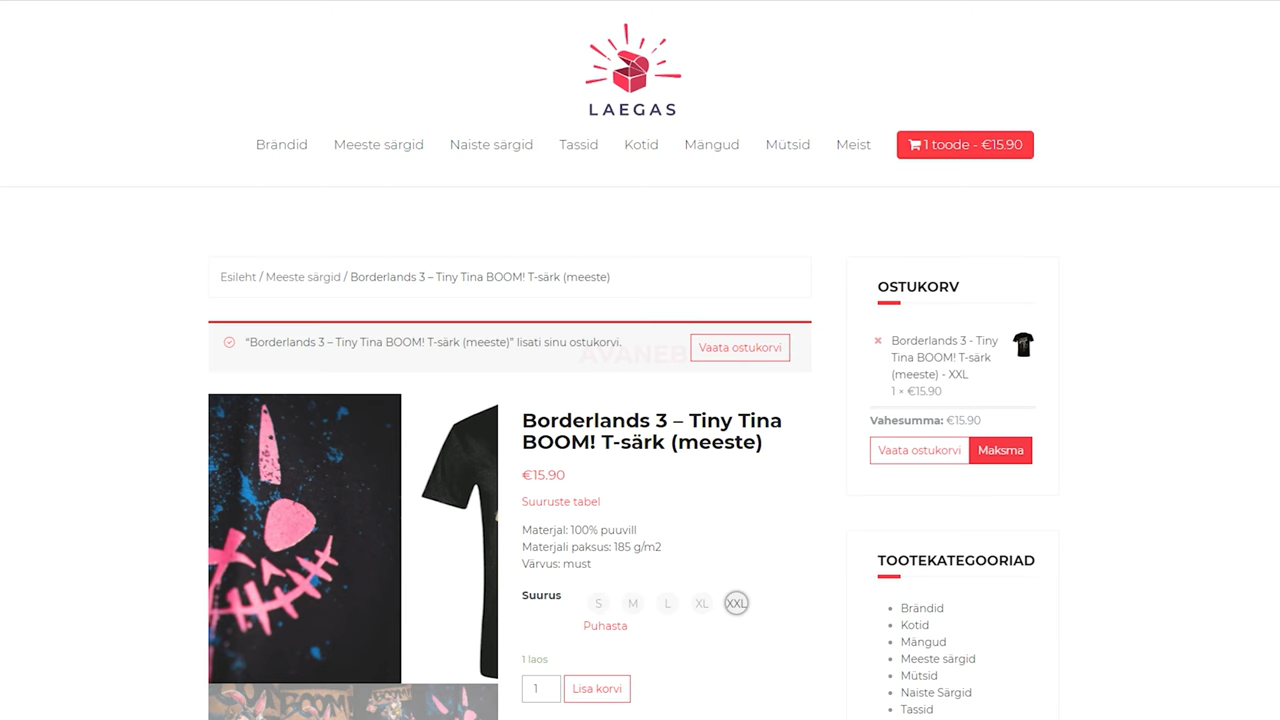 LAEGAS
Brändid Meeste särgid Naiste särgid Tassid Kotid Mängud Mütsid Meist 1 toode - €15.90
Esileht / Meeste särgid / Borderlands 3 – Tiny Tina BOOM! T-särk (meeste)
“Borderlands 3 – Tiny Tina BOOM! T-särk (meeste)” lisati sinu ostukorvi.
Vaata ostukorvi
Borderlands 3 – Tiny Tina
BOOM! T-särk (meeste)
€15.90
Suuruste tabel
Materjal: 100% puuvill
Materjali paksus: 185 g/m2
Värvus: must
Suurus S M L XL XXL
Puhasta
1 laos
1 Lisa korvi
BOOM!
OSTUKORV
× Borderlands 3 - Tiny
Tina BOOM! T-särk
(meeste) - XXL
1 × €15.90
Vahesumma: €15.90
Vaata ostukorvi Maksma
TOOTEKATEGOORIAD
Brändid
Kotid
Mängud
Meeste särgid
Mütsid
Naiste Särgid
Tassid